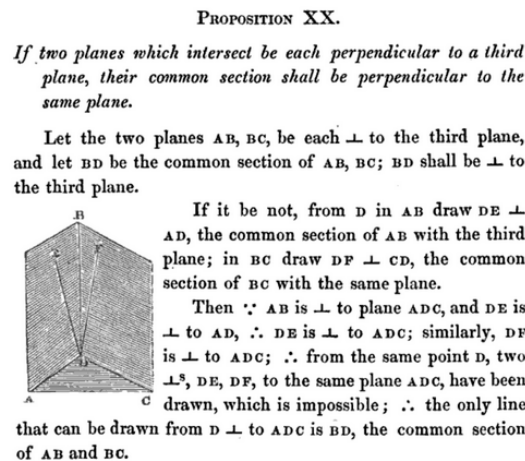 PROPOSITION XX.
If two planes which intersect be each perpendicular to a third
plane, their common section shall be perpendicular to the
same plane.
Let the two planes AB, BC, be each ⊥ to the third plane,
and let BD be the common section of AB, BC; BD shall be ⊥ to
the third plane.
If it be not, from D in AB draw DE ⊥
AD, the common section of AB with the third
plane; in BC draw DF ⊥ CD, the common
section of BC with the same plane.
Then ∵ AB is ⊥ to plane ADC, and DE is
⊥ to AD, ∴ DE is ⊥ to ADC; similarly, DF
is ⊥ to ADC; ∴ from the same point D, two
⊥ˢ, DE, DF, to the same plane ADC, have been
drawn, which is impossible; ∴ the only line
that can be drawn from D ⊥ to ADC is BD, the common section
of AB and BC.
B
E F
D
A C